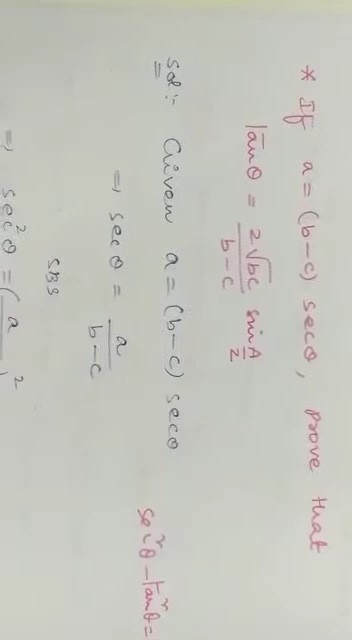 * If a = (b-c) secθ, prove that
tanθ = 2√bc / b-c sin A/2
Sol:- Given a = (b-c) secθ
⇒ secθ = a / b-c
sec²θ - tan²θ =
SBS
⇒ sec²θ = (a / )²